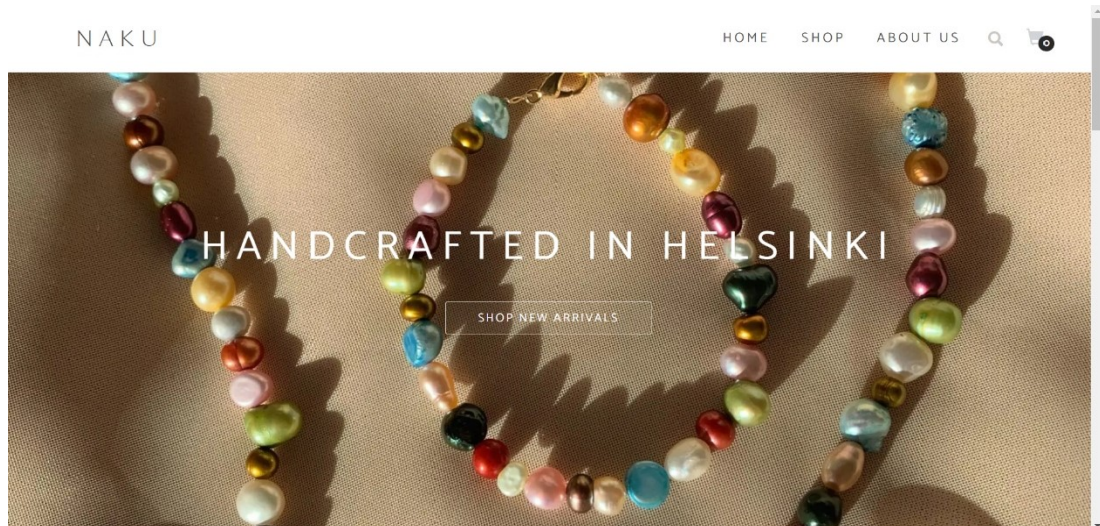 NAKU
HOME SHOP ABOUT US
0
HANDCRAFTED IN HELSINKI
SHOP NEW ARRIVALS